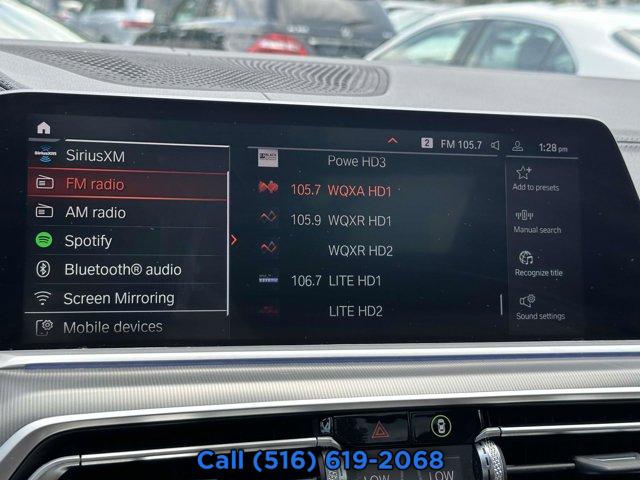 2 FM 105.7 1:28 pm
SiriusXM
FM radio
AM radio
Spotify
Bluetooth® audio
Screen Mirroring
Mobile devices
Powe HD3
105.7 WQXA HD1
105.9 WQXR HD1
WQXR HD2
106.7 LITE HD1
LITE HD2
Add to presets
Manual search
Recognize title
Sound settings
Call (516) 619-2068
LOW LOW